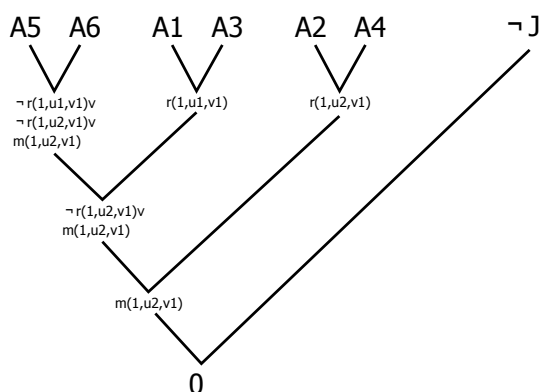 A5 A6 A1 A3 A2 A4 ¬ J
¬ r(1,u1,v1)v r(1,u1,v1) r(1,u2,v1)
¬ r(1,u2,v1)v
m(1,u2,v1)
¬ r(1,u2,v1)v
m(1,u2,v1)
m(1,u2,v1)
0